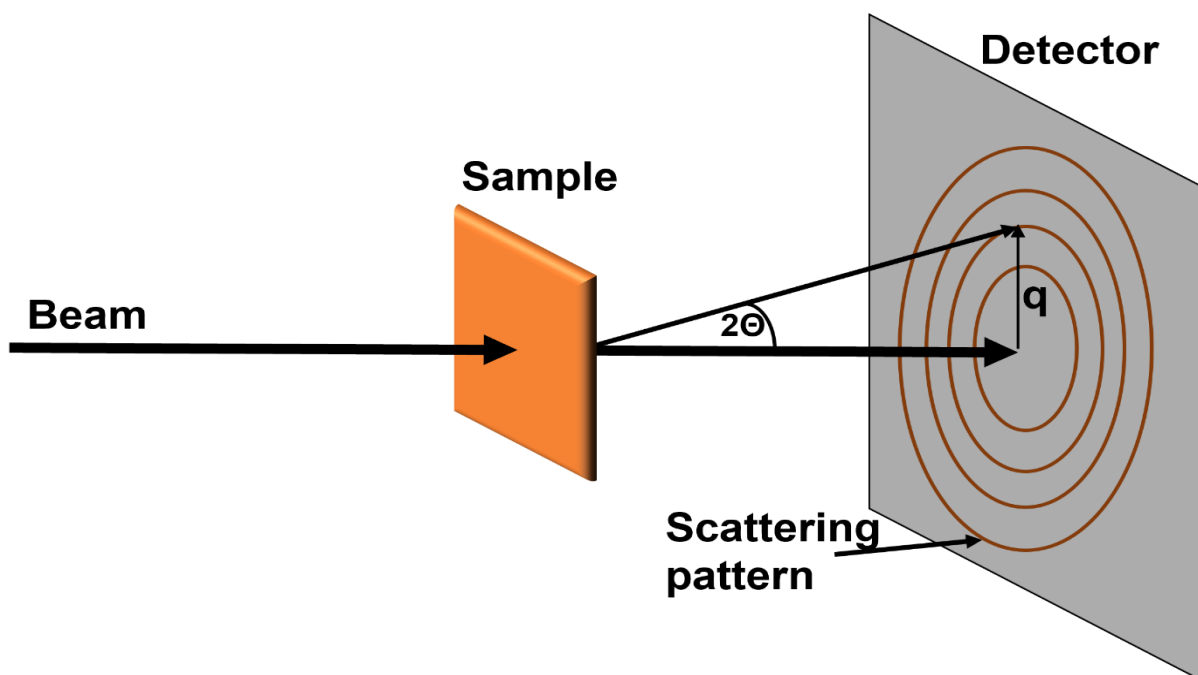 Detector
Sample
Beam
2Θ
q
Scattering
pattern